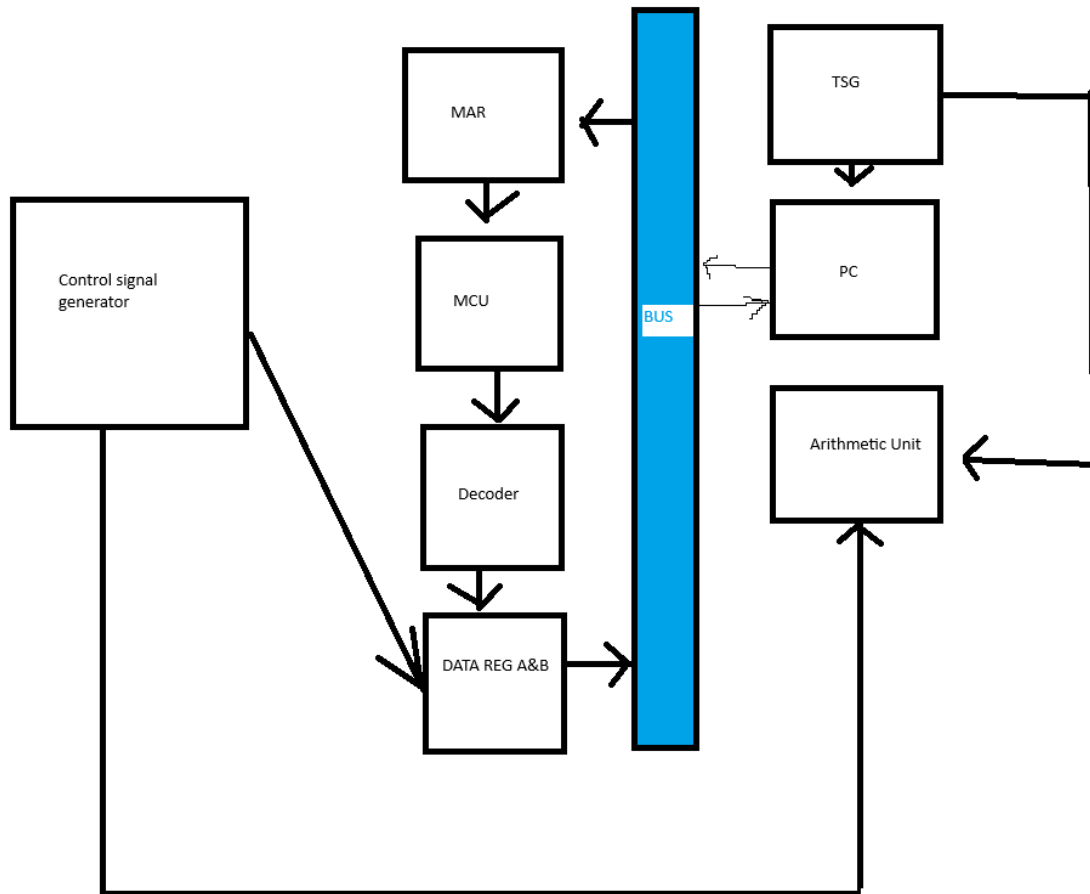 MAR
TSG
Control signal
generator
MCU
BUS
PC
Decoder
Arithmetic Unit
DATA REG A&B